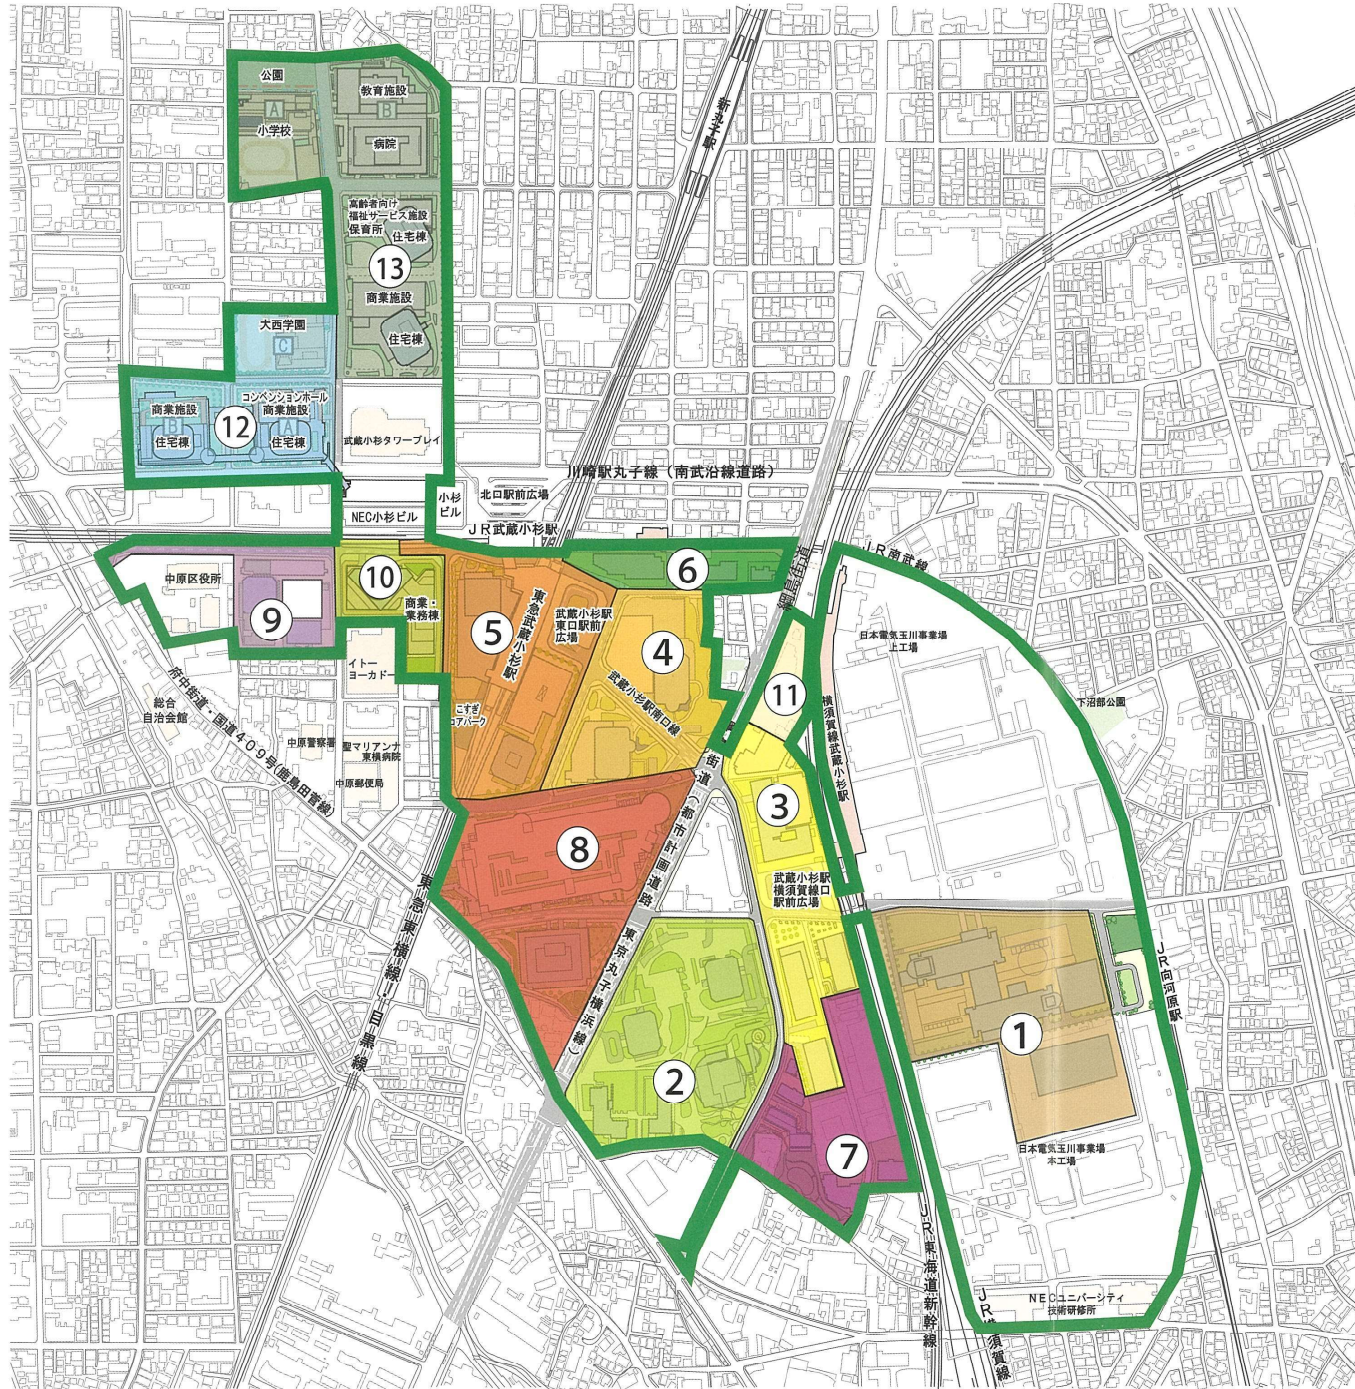 公園
A
小学校
教育施設
B
病院
新丸子駅
高齢者向け
福祉サービス施設
保育所
住宅棟
13
商業施設
住宅棟
大西学園
C
コンベンションホール
商業施設
商業施設
B
A
12
住宅棟
住宅棟
武蔵小杉タワープレイ
川崎駅丸子線（南武沿線道路）
小杉
ビル
北口駅前広場
NEC小杉ビル
JR武蔵小杉駅
中原区役所
9
10
商業・
業務棟
5
東急武蔵小杉駅
武蔵小杉駅
東口駅前
広場
6
4
武蔵小杉駅南口線
綱島街道
11
JR南武線
日本電気玉川事業場
上工場
下沼部公園
横須賀線武蔵小杉駅
イトー
ヨーカドー
こすぎ
コアパーク
総合
自治会館
府中街道・国道409号(鹿島田菅線)
中原警察署
聖マリアンナ
東横病院
中原郵便局
8
3
街道（都市計画道路
東京丸子横浜線）
武蔵小杉駅
横須賀線口
駅前広場
東急東横線・目黒線
2
7
1
JR向河原駅
日本電気玉川事業場
本工場
JR東海道新幹線
JR横須賀線
NECユニバーシティ
技術研修所